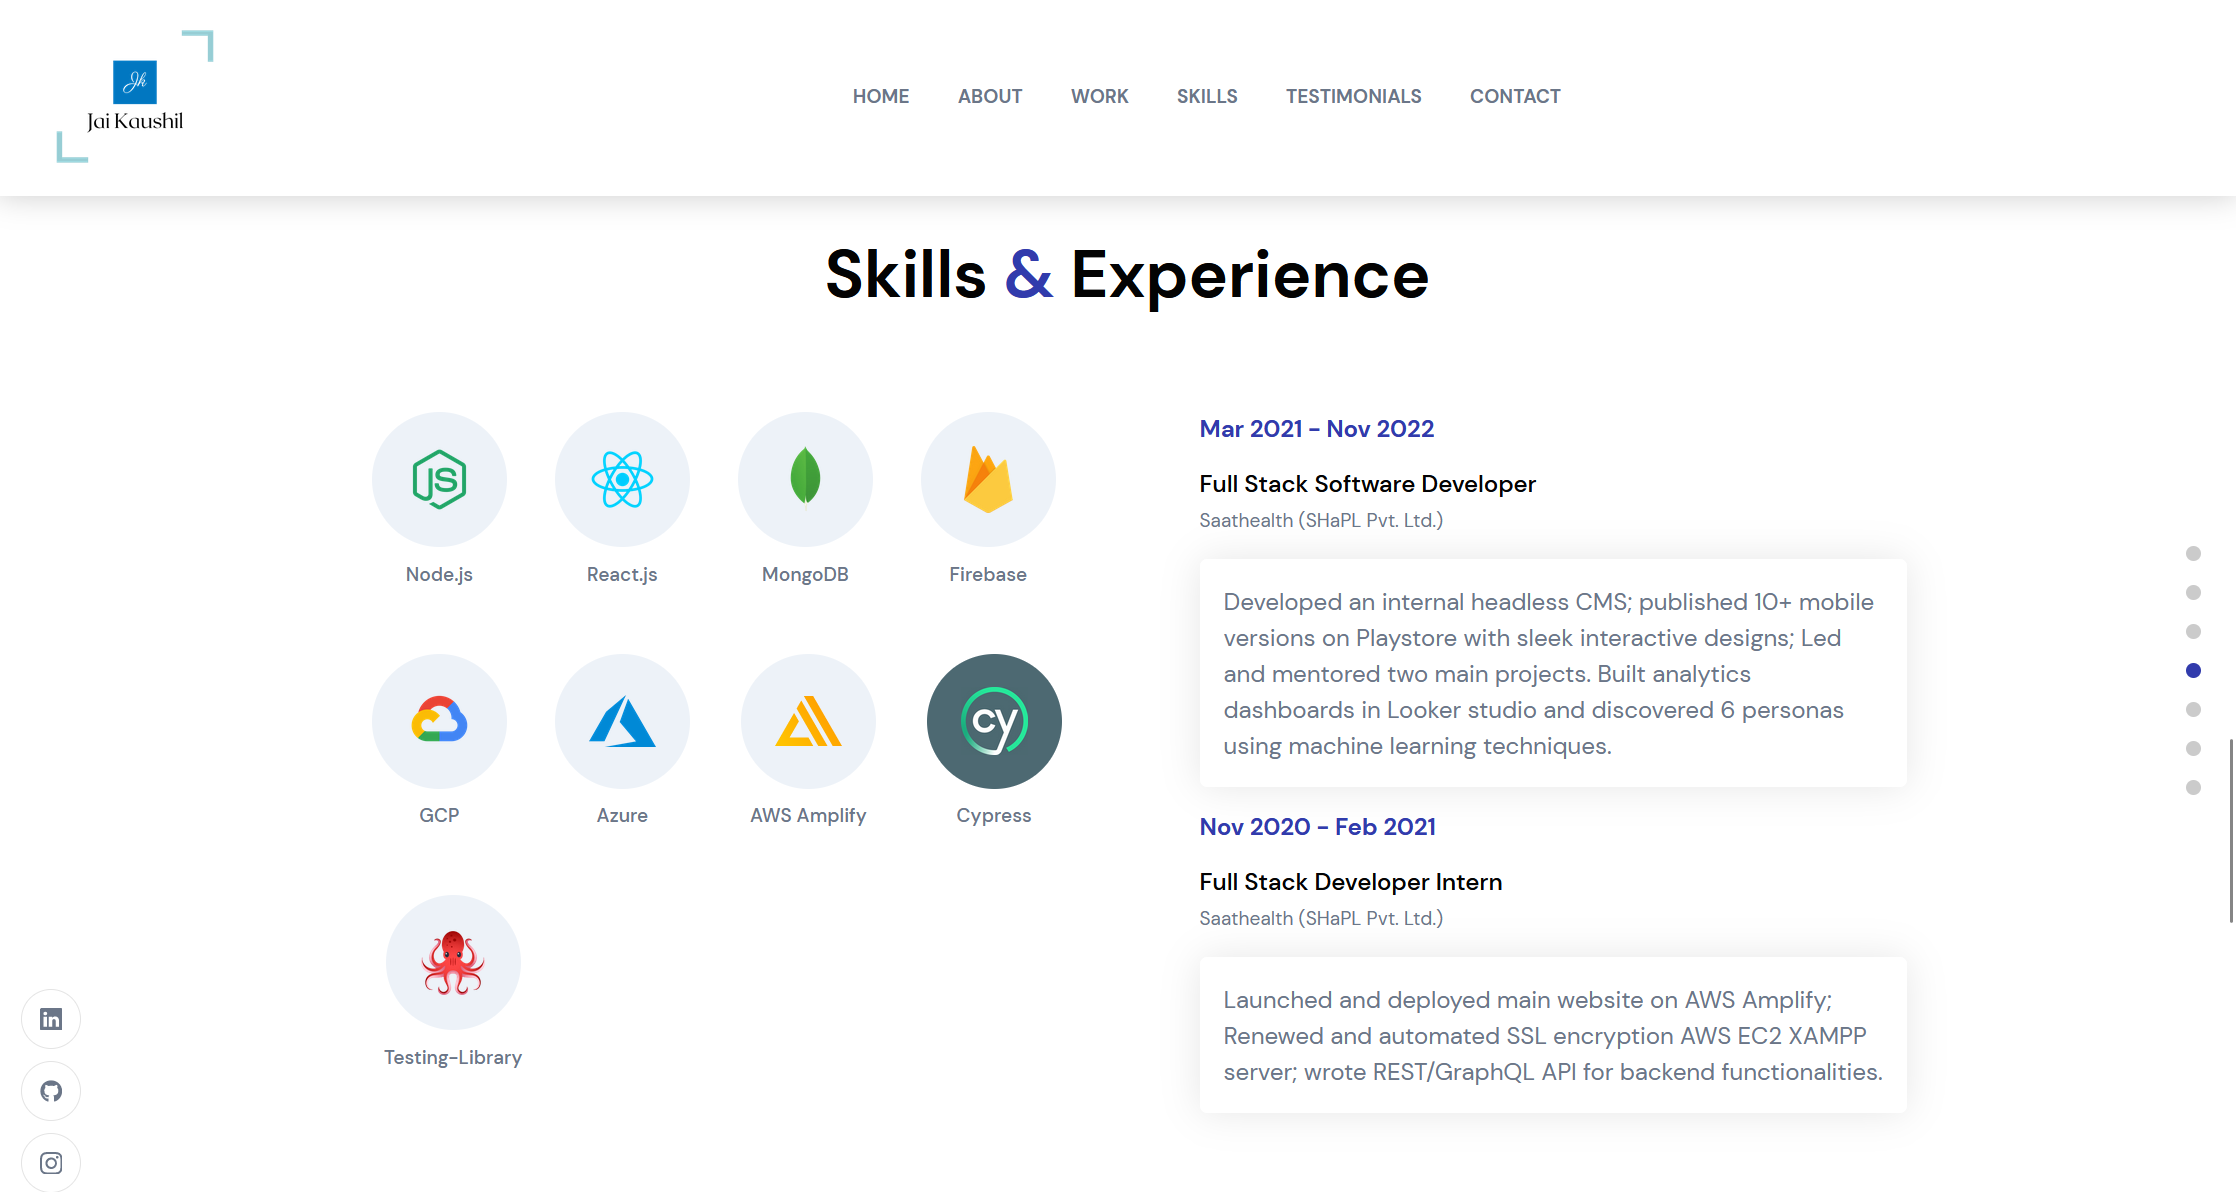 Jk
Jai Kaushil
HOME ABOUT WORK SKILLS TESTIMONIALS CONTACT
Skills & Experience
JS
Node.js React.js MongoDB Firebase
cy
GCP Azure AWS Amplify Cypress
Testing-Library
Mar 2021 - Nov 2022
Full Stack Software Developer
Saathealth (SHaPL Pvt. Ltd.)
Developed an internal headless CMS; published 10+ mobile
versions on Playstore with sleek interactive designs; Led
and mentored two main projects. Built analytics
dashboards in Looker studio and discovered 6 personas
using machine learning techniques.
Nov 2020 - Feb 2021
Full Stack Developer Intern
Saathealth (SHaPL Pvt. Ltd.)
Launched and deployed main website on AWS Amplify;
Renewed and automated SSL encryption AWS EC2 XAMPP
server; wrote REST/GraphQL API for backend functionalities.
in